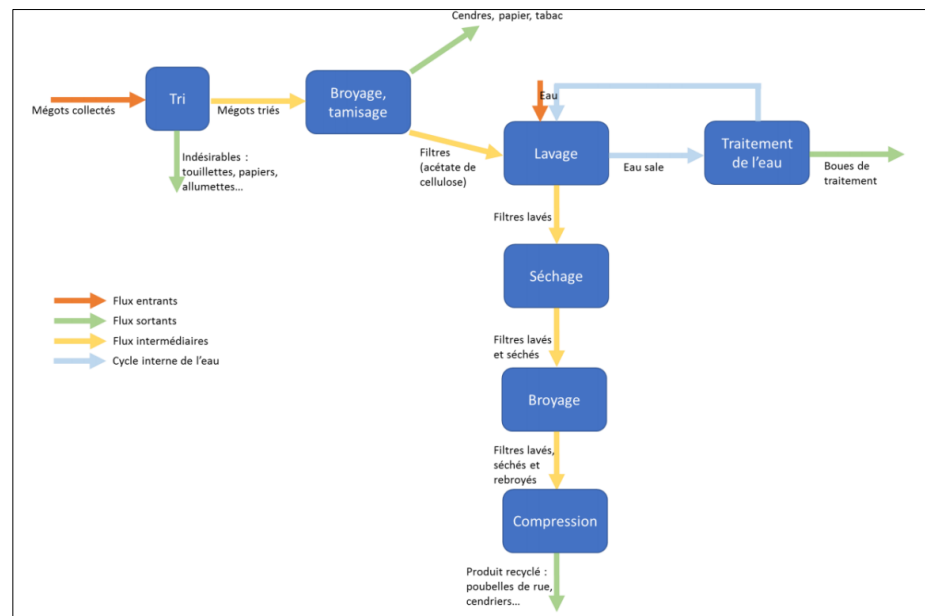 Cendres, papier, tabac
Mégots collectés
Tri
Mégots triés
Broyage,
tamisage
Indésirables :
touillettes, papiers,
allumettes…
Filtres
(acétate de
cellulose)
Eau
Lavage
Eau sale
Traitement
de l'eau
Boues de
traitement
Filtres lavés
Séchage
Filtres lavés
et séchés
Broyage
Filtres lavés,
séchés et
rebroyés
Compression
Produit recyclé :
poubelles de rue,
cendriers…
Flux entrants
Flux sortants
Flux intermédiaires
Cycle interne de l'eau